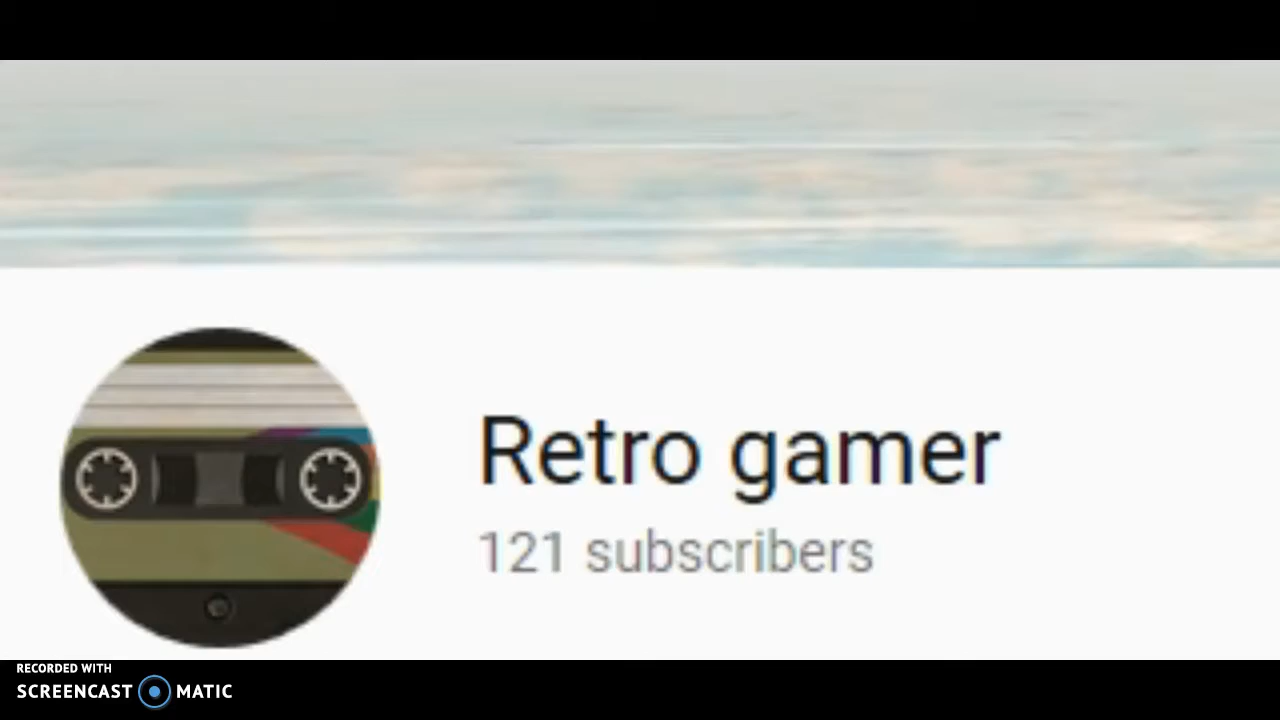 Retro gamer
121 subscribers
RECORDED WITH
SCREENCAST MATIC